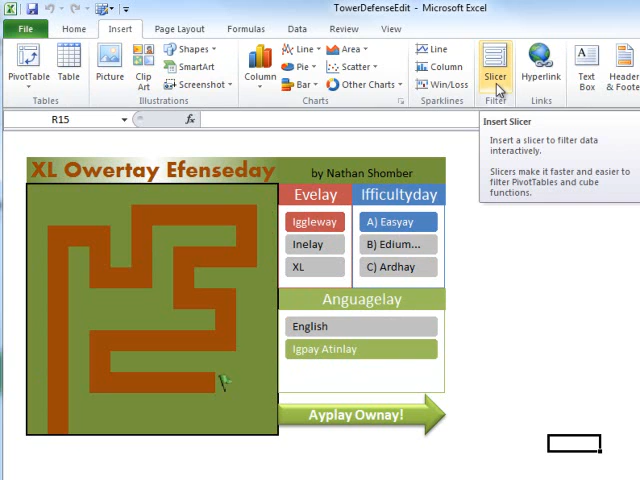 TowerDefenseEdit - Microsoft Excel
File Home Insert Page Layout Formulas Data Review View
PivotTable Table Picture Clip Art Shapes SmartArt Screenshot Column Line Pie Bar Area Scatter Other Charts Line Column Win/Loss Slicer Hyperlink Text Box Header & Foote
Tables Illustrations Charts Sparklines Filter Links
R15 fx
Insert Slicer
Insert a slicer to filter data
interactively.
Slicers make it faster and easier to
filter PivotTables and cube
functions.
XL Owertay Efenseday by Nathan Shomber
Evelay Ifficultyday
Iggleway A) Easyay
Inelay B) Edium...
XL C) Ardhay
Anguagelay
English
Igpay Atinlay
Ayplay Ownay!